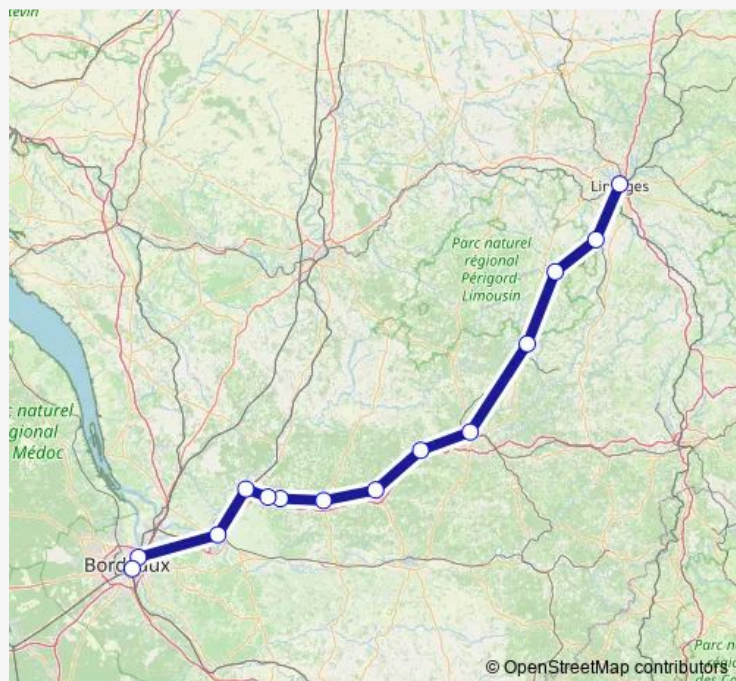 Limoges
Parc naturel
régional
Périgord-
Limousin
naturel
gional
Médoc
Bordeaux
© OpenStreetMap contributors